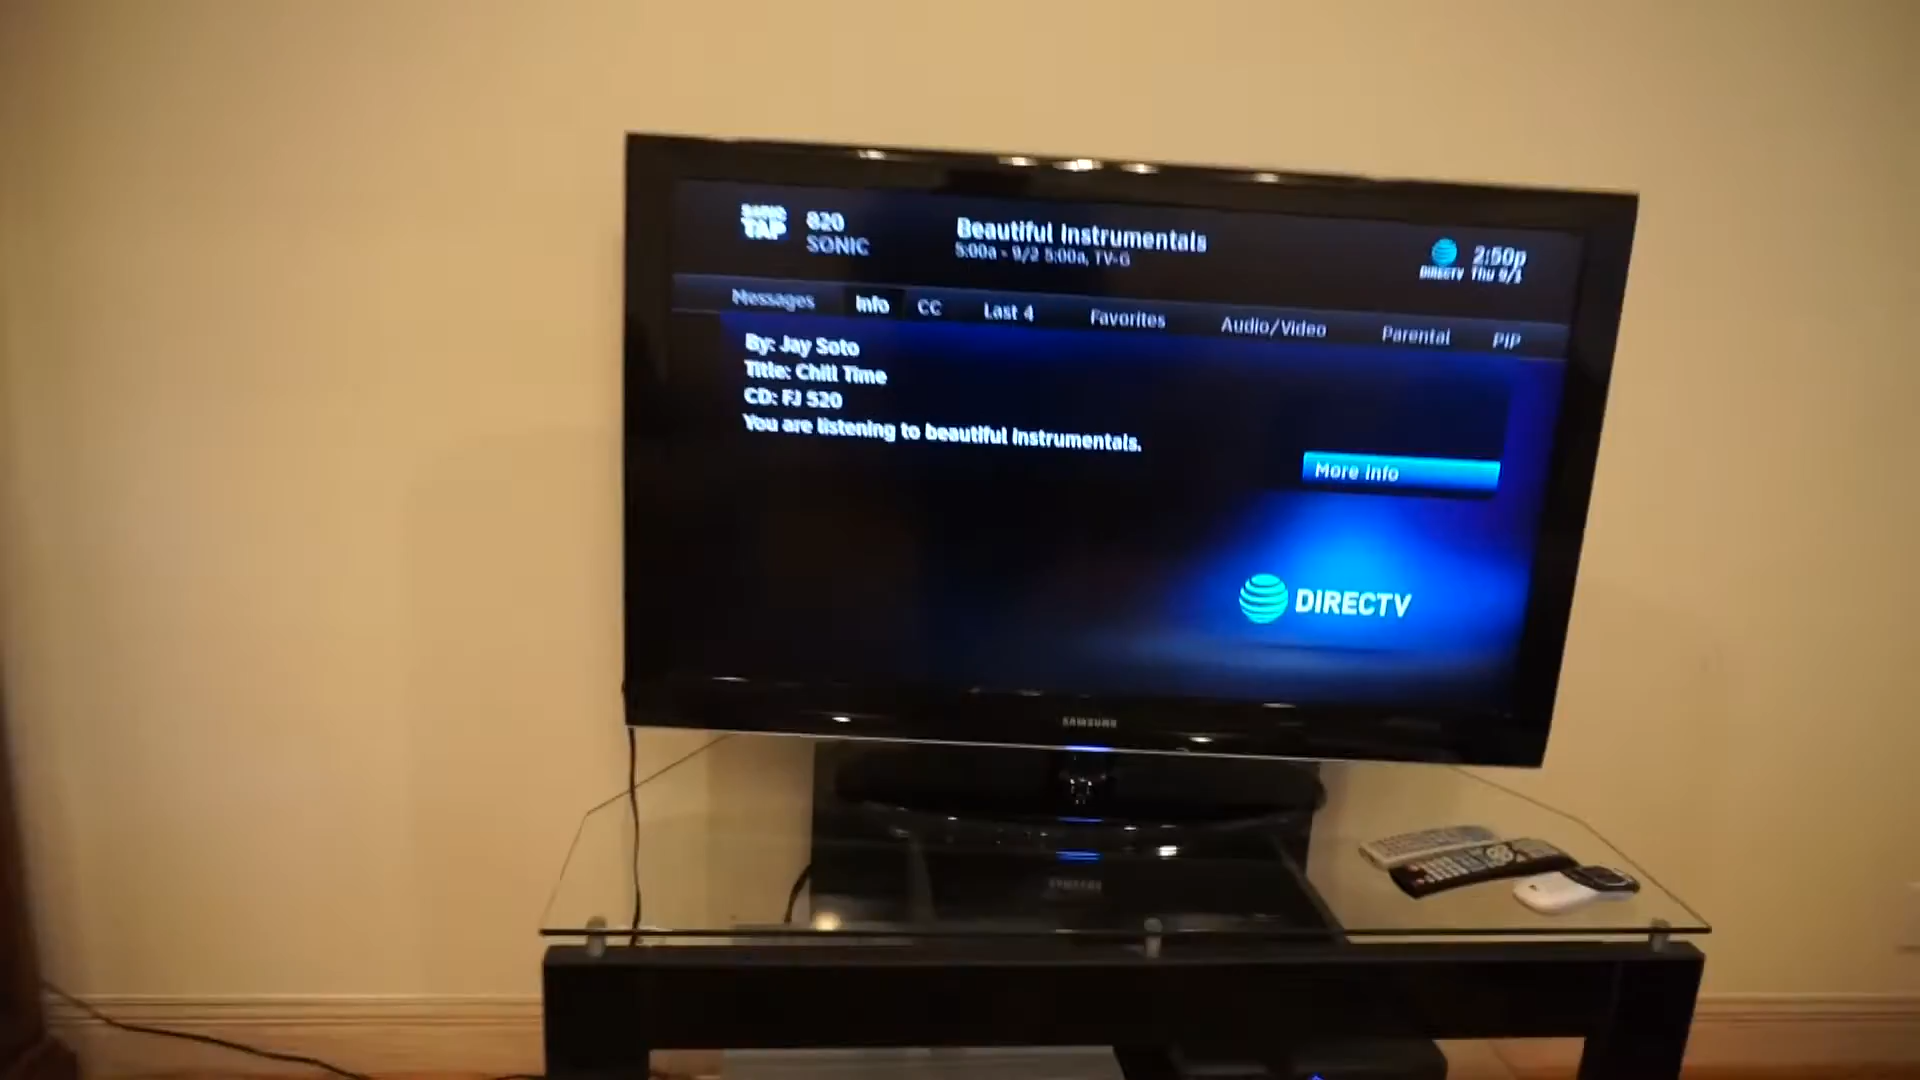 SONIC TAP
820
SONIC
Beautiful Instrumentals
5:00a - 9/2 5:00a, TV-G
DIRECTV
2:50p
Thu 9/1
Messages Info CC Last 4 Favorites Audio/Video Parental PIP
By: Jay Soto
Title: Chill Time
CD: FJ 520
You are listening to beautiful instrumentals.
More Info
DIRECTV
SAMSUNG